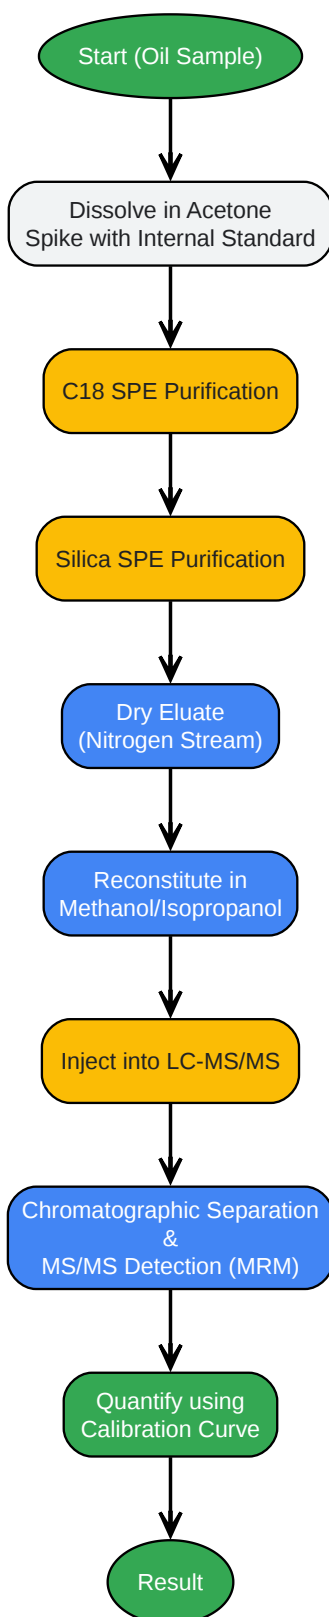 Start (Oil Sample)
Dissolve in Acetone
Spike with Internal Standard
C18 SPE Purification
Silica SPE Purification
Dry Eluate
(Nitrogen Stream)
Reconstitute in
Methanol/Isopropanol
Inject into LC-MS/MS
Chromatographic Separation
&
MS/MS Detection (MRM)
Quantify using
Calibration Curve
Result